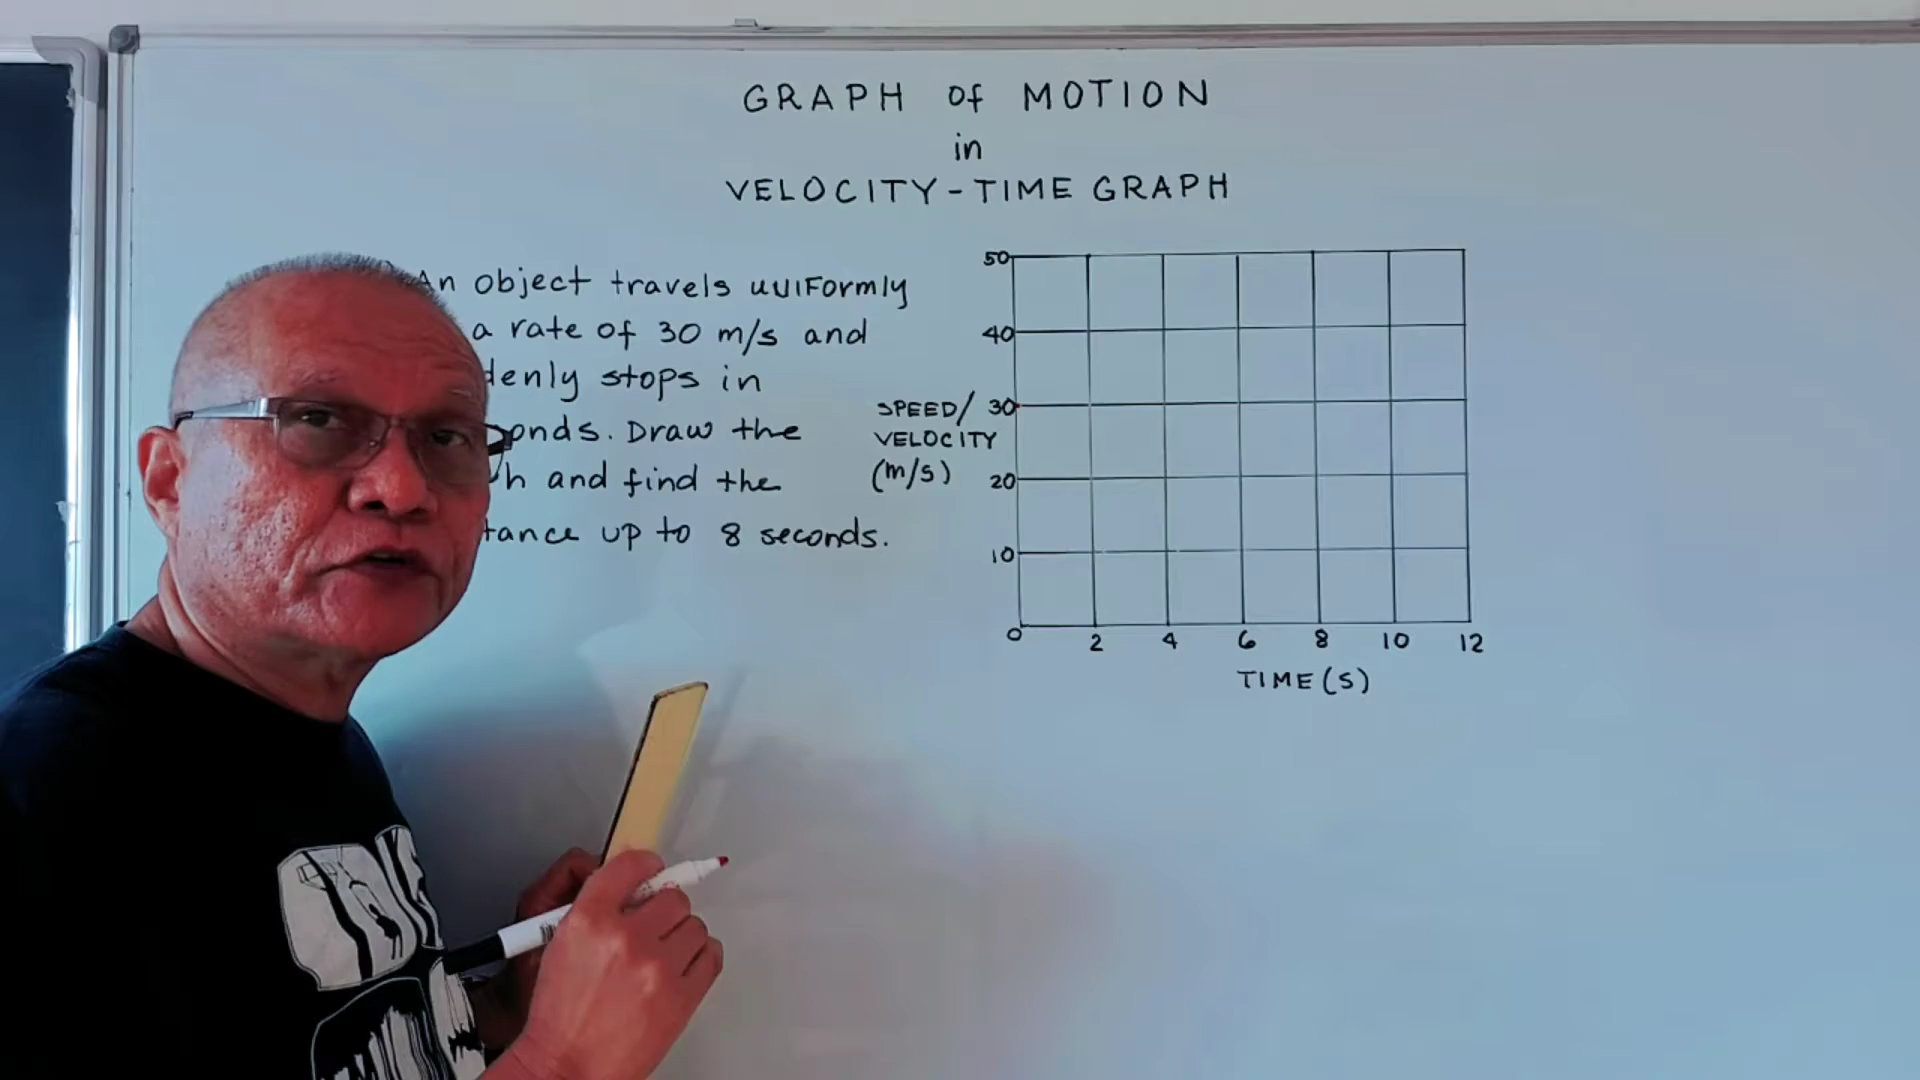 GRAPH of MOTION
in
VELOCITY-TIME GRAPH
An object travels uniformly
a rate of 30 m/s and
denly stops in
onds. Draw the
h and find the
tance up to 8 seconds.
SPEED/
VELOCITY
(m/s)
50
40
30
20
10
0 2 4 6 8 10 12
TIME (S)